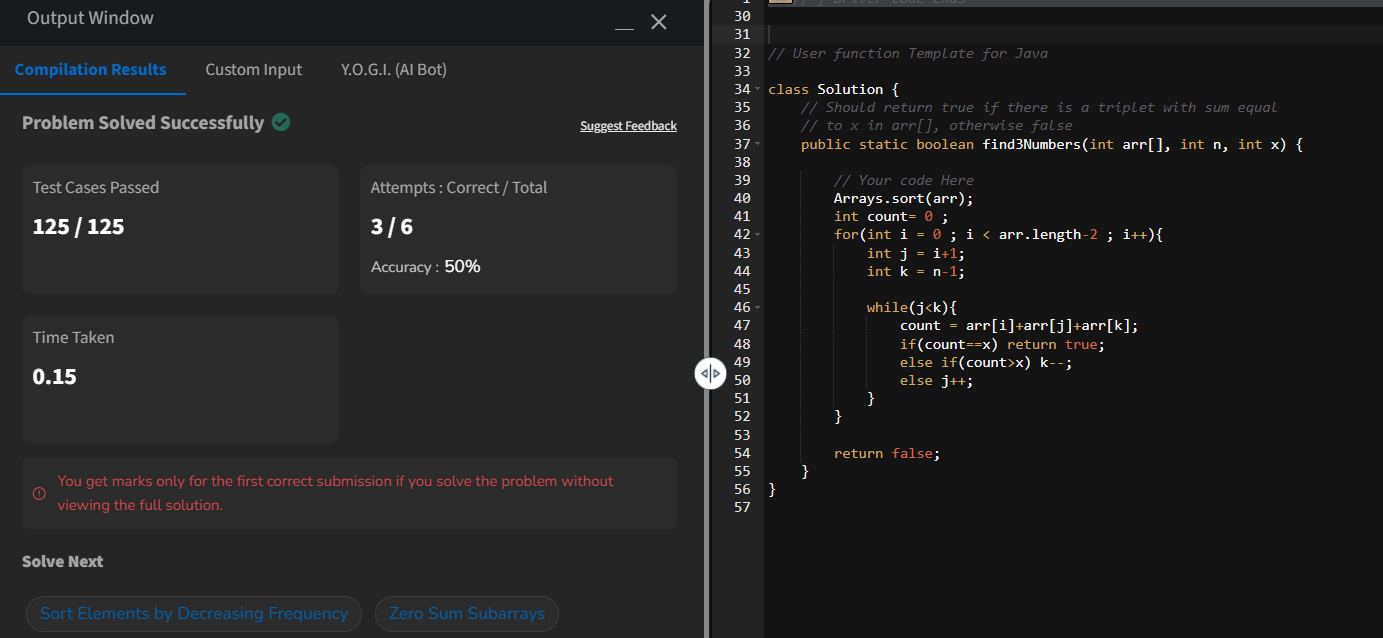 Output Window
Compilation Results Custom Input Y.O.G.I. (AI Bot)
Problem Solved Successfully
Suggest Feedback
Test Cases Passed
125 / 125
Attempts : Correct / Total
3 / 6
Accuracy : 50%
Time Taken
0.15
You get marks only for the first correct submission if you solve the problem without
viewing the full solution.
Solve Next
Sort Elements by Decreasing Frequency Zero Sum Subarrays
30
31
32 // User function Template for Java
33
34 class Solution {
35 // Should return true if there is a triplet with sum equal
36 // to x in arr[], otherwise false
37 public static boolean find3Numbers(int arr[], int n, int x) {
38
39 // Your code Here
40 Arrays.sort(arr);
41 int count= 0 ;
42 for(int i = 0 ; i < arr.length-2 ; i++){
43 int j = i+1;
44 int k = n-1;
45
46 while(j<k){
47 count = arr[i]+arr[j]+arr[k];
48 if(count==x) return true;
49 else if(count>x) k--;
50 else j++;
51 }
52 }
53
54 return false;
55 }
56 }
57